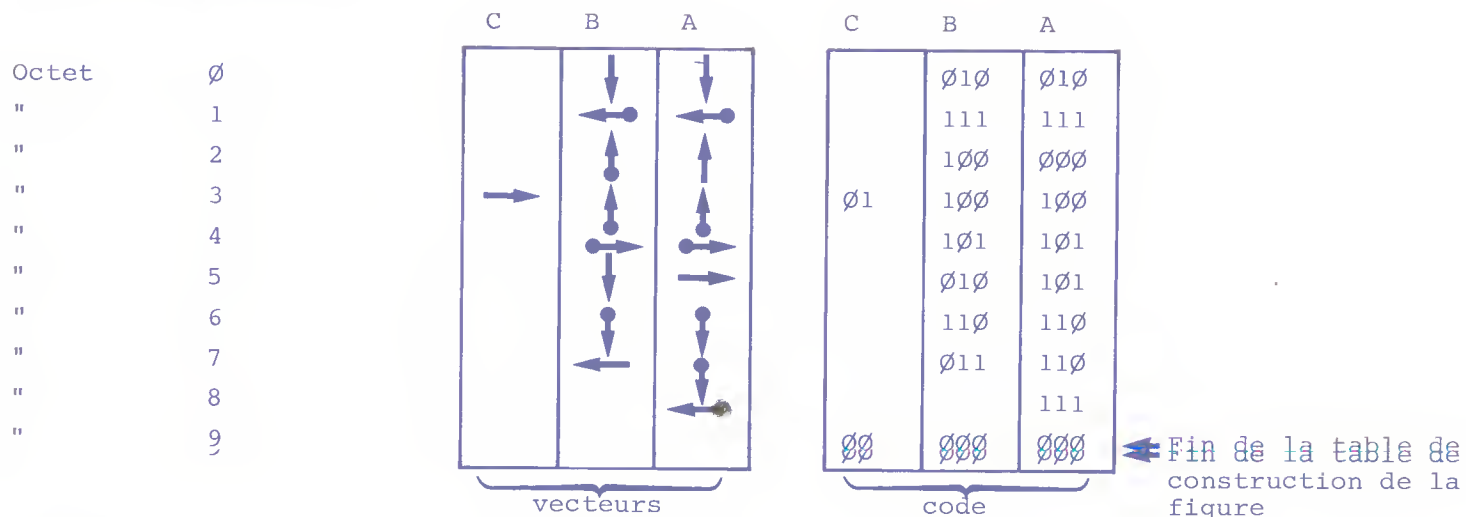 C B A C B A
Octet Ø Ø1Ø Ø1Ø
" 1 111 111
" 2 1ØØ ØØØ
" 3 Ø1 1ØØ 1ØØ
" 4 1Ø1 1Ø1
" 5 Ø1Ø 1Ø1
" 6 11Ø 11Ø
" 7 Ø11 11Ø
" 8 111
" 9 ØØ ØØØ ØØØ Fin de la table de
construction de la
vecteurs code figure